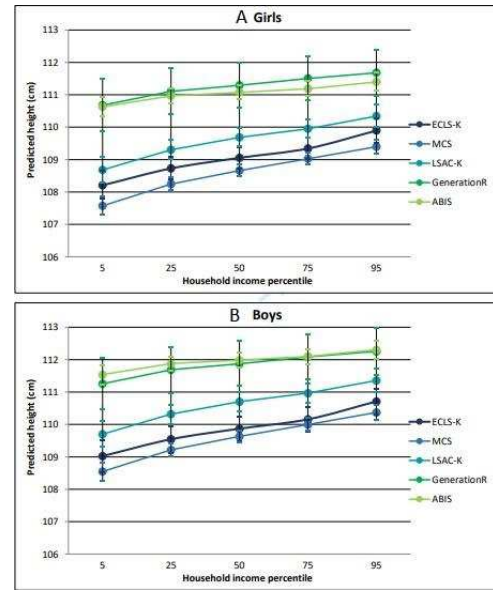 A Girls
113
112
111
110
109
108
107
106
Predicted height (cm)
5 25 50 75 95
Household income percentile
ECLS-K
MCS
LSAC-K
GenerationR
ABIS
B Boys
113
112
111
110
109
108
107
106
Predicted height (cm)
5 25 50 75 95
Household income percentile
ECLS-K
MCS
LSAC-K
GenerationR
ABIS